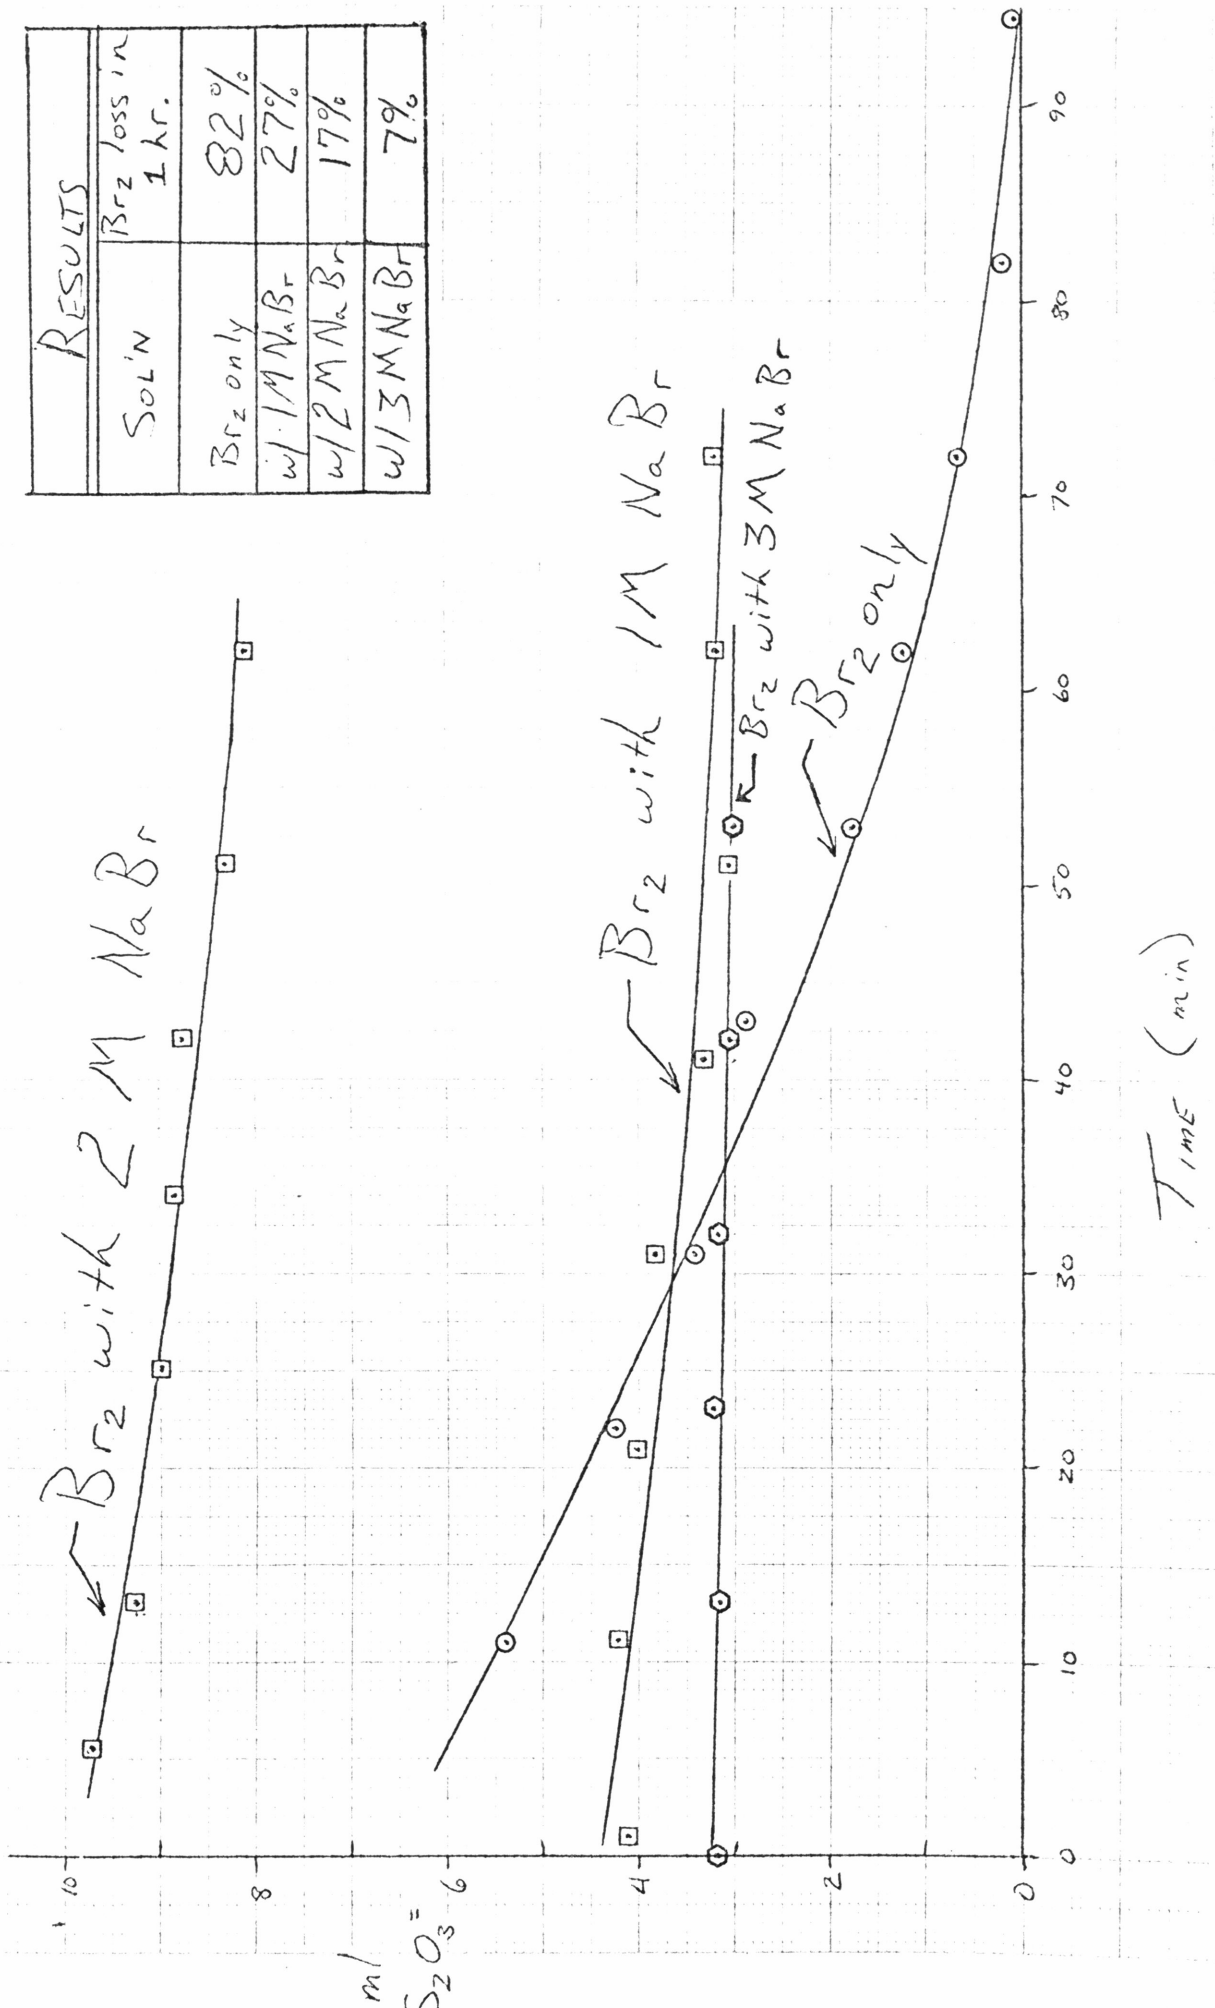 RESULTS
SOL'N Br2 loss in 1 hr.
Br2 only 82%
w/ 1M NaBr 27%
w/ 2M NaBr 17%
w/ 3M NaBr 7%
Br2 with 2 M NaBr
Br2 with 1M NaBr
Br2 with 3M NaBr
Br2 only
ml
S2O3=
10
8
6
4
2
0
0 10 20 30 40 50 60 70 80 90
TIME (min)